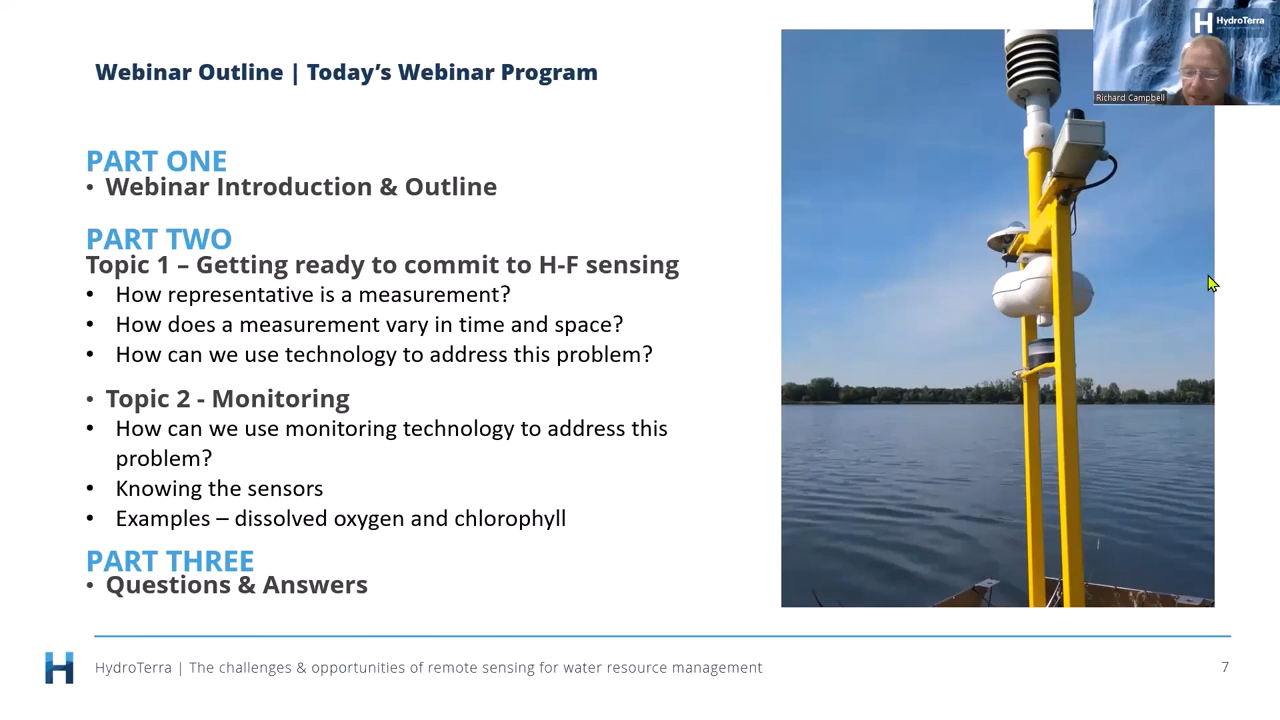 Webinar Outline | Today's Webinar Program
HydroTerra
Richard Campbell
PART ONE
• Webinar Introduction & Outline
PART TWO
Topic 1 – Getting ready to commit to H-F sensing
• How representative is a measurement?
• How does a measurement vary in time and space?
• How can we use technology to address this problem?
• Topic 2 - Monitoring
• How can we use monitoring technology to address this
problem?
• Knowing the sensors
• Examples – dissolved oxygen and chlorophyll
PART THREE
• Questions & Answers
HydroTerra | The challenges & opportunities of remote sensing for water resource management
7